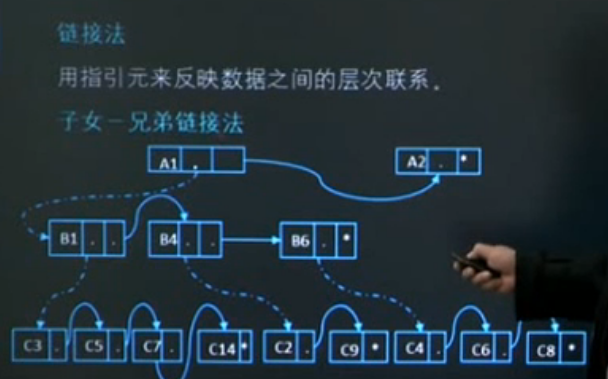 链接法
用指引元来反映数据之间的层次联系.
子女-兄弟链接法
A1 . A2 . *
B1 . . B4 . . B6 . *
C3 . C5 . C7 . C14 * C2 . C9 * C4 . C6 . C8 *